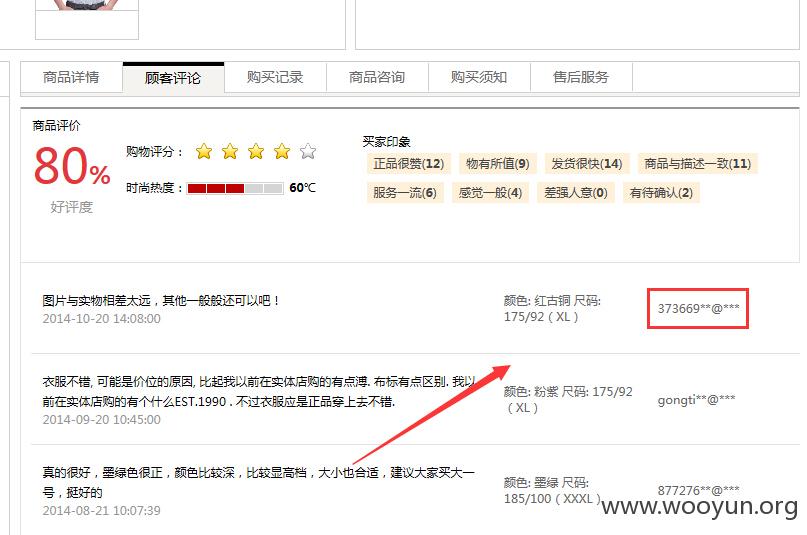 商品详情 顾客评论 购买记录 商品咨询 购买须知 售后服务
商品评价
80%
好评度
购物评分：
时尚热度： 60℃
买家印象
正品很赞(12) 物有所值(9) 发货很快(14) 商品与描述一致(11)
服务一流(6) 感觉一般(4) 差强人意(0) 有待确认(2)
图片与实物相差太远，其他一般般还可以吧！
2014-10-20 14:08:00
颜色: 红古铜 尺码:
175/92（XL）
373669**@***
衣服不错, 可能是价位的原因, 比起我以前在实体店购的有点溥. 布标有点区别. 我以
前在实体店购的有个什么EST.1990 . 不过衣服应是正品穿上去不错.
2014-09-20 10:45:00
颜色: 粉紫 尺码: 175/92
（XL）
gongti**@***
真的很好，墨绿色很正，颜色比较深，比较显高档，大小也合适，建议大家买大一
号，挺好的
2014-08-21 10:07:39
颜色: 墨绿 尺码:
185/100（XXXL）
877276**@***
www.wooyun.org